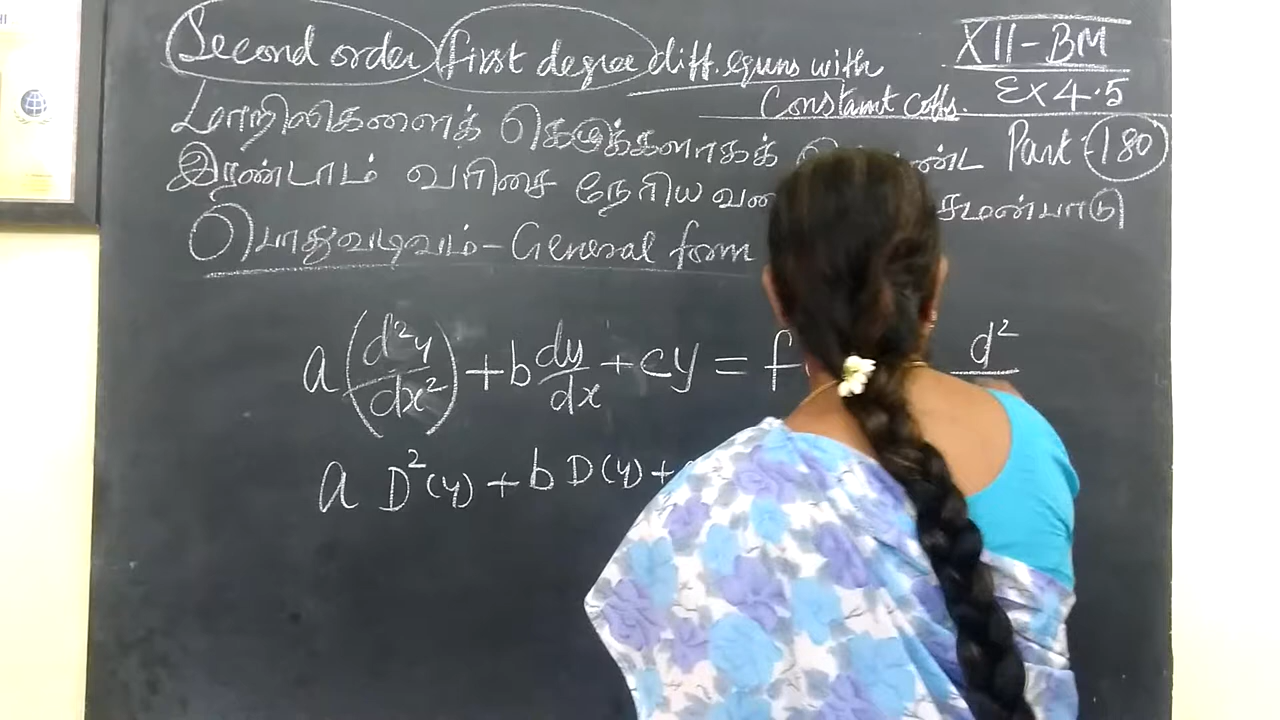 Second order first degree diff. equns with
Constant coffs.
XII-BM
Ex 4.5
Part: 180
மாறிலிகளைக் கெழுக்களாகக்
இரண்டாம் வரிசை நேரிய சமன்பாடு
பொதுவடிவம் - General form
a(d²y/dx²) + b dy/dx + cy = f
d²
a D²(y) + b D(y) +